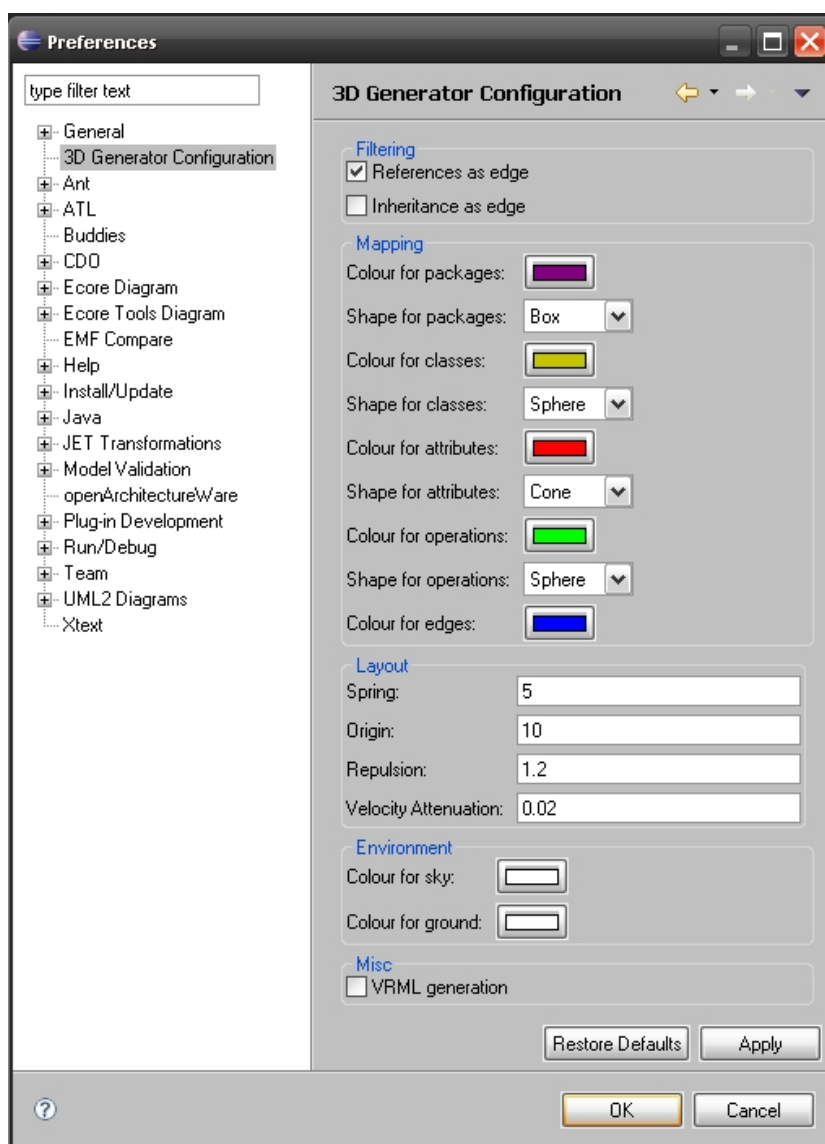 Preferences
type filter text
General
3D Generator Configuration
Ant
ATL
Buddies
CDO
Ecore Diagram
Ecore Tools Diagram
EMF Compare
Help
Install/Update
Java
JET Transformations
Model Validation
openArchitectureWare
Plug-in Development
Run/Debug
Team
UML2 Diagrams
Xtext
3D Generator Configuration
Filtering
References as edge
Inheritance as edge
Mapping
Colour for packages:
Shape for packages: Box
Colour for classes:
Shape for classes: Sphere
Colour for attributes:
Shape for attributes: Cone
Colour for operations:
Shape for operations: Sphere
Colour for edges:
Layout
Spring: 5
Origin: 10
Repulsion: 1.2
Velocity Attenuation: 0.02
Environment
Colour for sky:
Colour for ground:
Misc
VRML generation
Restore Defaults Apply
? OK Cancel